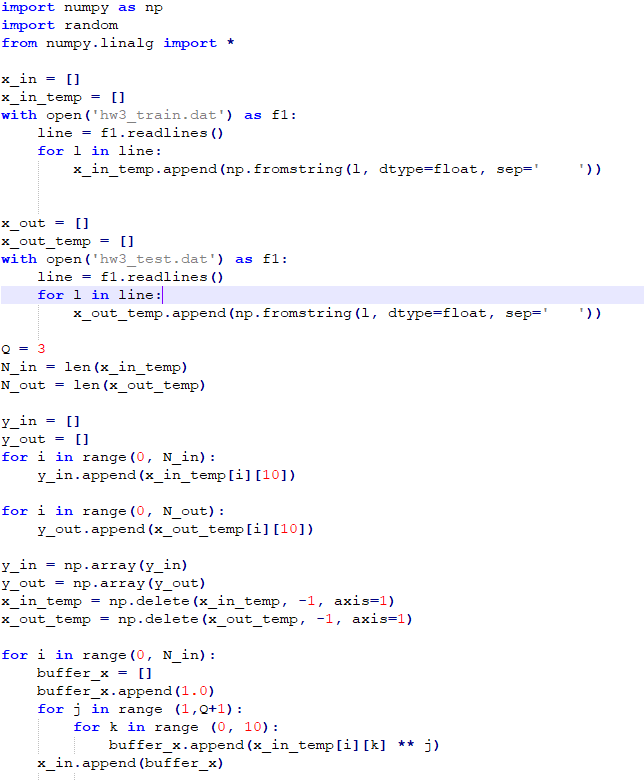 import numpy as np
import random
from numpy.linalg import *

x_in = []
x_in_temp = []
with open('hw3_train.dat') as f1:
    line = f1.readlines()
    for l in line:
        x_in_temp.append(np.fromstring(l, dtype=float, sep='    '))


x_out = []
x_out_temp = []
with open('hw3_test.dat') as f1:
    line = f1.readlines()
    for l in line:
        x_out_temp.append(np.fromstring(l, dtype=float, sep='    '))

Q = 3
N_in = len(x_in_temp)
N_out = len(x_out_temp)

y_in = []
y_out = []
for i in range(0, N_in):
    y_in.append(x_in_temp[i][10])

for i in range(0, N_out):
    y_out.append(x_out_temp[i][10])

y_in = np.array(y_in)
y_out = np.array(y_out)
x_in_temp = np.delete(x_in_temp, -1, axis=1)
x_out_temp = np.delete(x_out_temp, -1, axis=1)

for i in range(0, N_in):
    buffer_x = []
    buffer_x.append(1.0)
    for j in range (1,Q+1):
        for k in range (0, 10):
            buffer_x.append(x_in_temp[i][k] ** j)
    x_in.append(buffer_x)